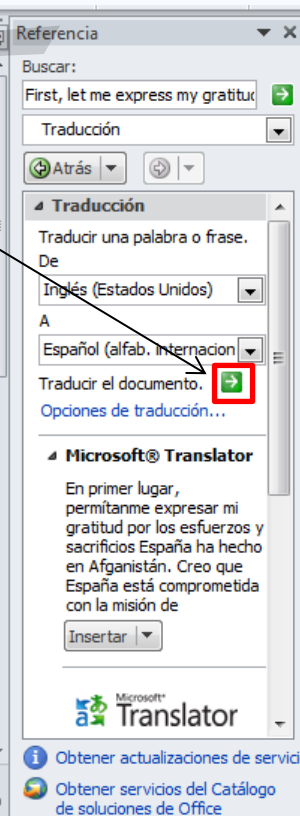 Referencia
Buscar:
First, let me express my gratitud
Traducción
Atrás
Traducción
Traducir una palabra o frase.
De
Inglés (Estados Unidos)
A
Español (alfab. internacion
Traducir el documento.
Opciones de traducción...
Microsoft® Translator
En primer lugar,
permítanme expresar mi
gratitud por los esfuerzos y
sacrificios España ha hecho
en Afganistán. Creo que
España está comprometida
con la misión de
Insertar
Microsoft®
Translator
Obtener actualizaciones de servici
Obtener servicios del Catálogo
de soluciones de Office